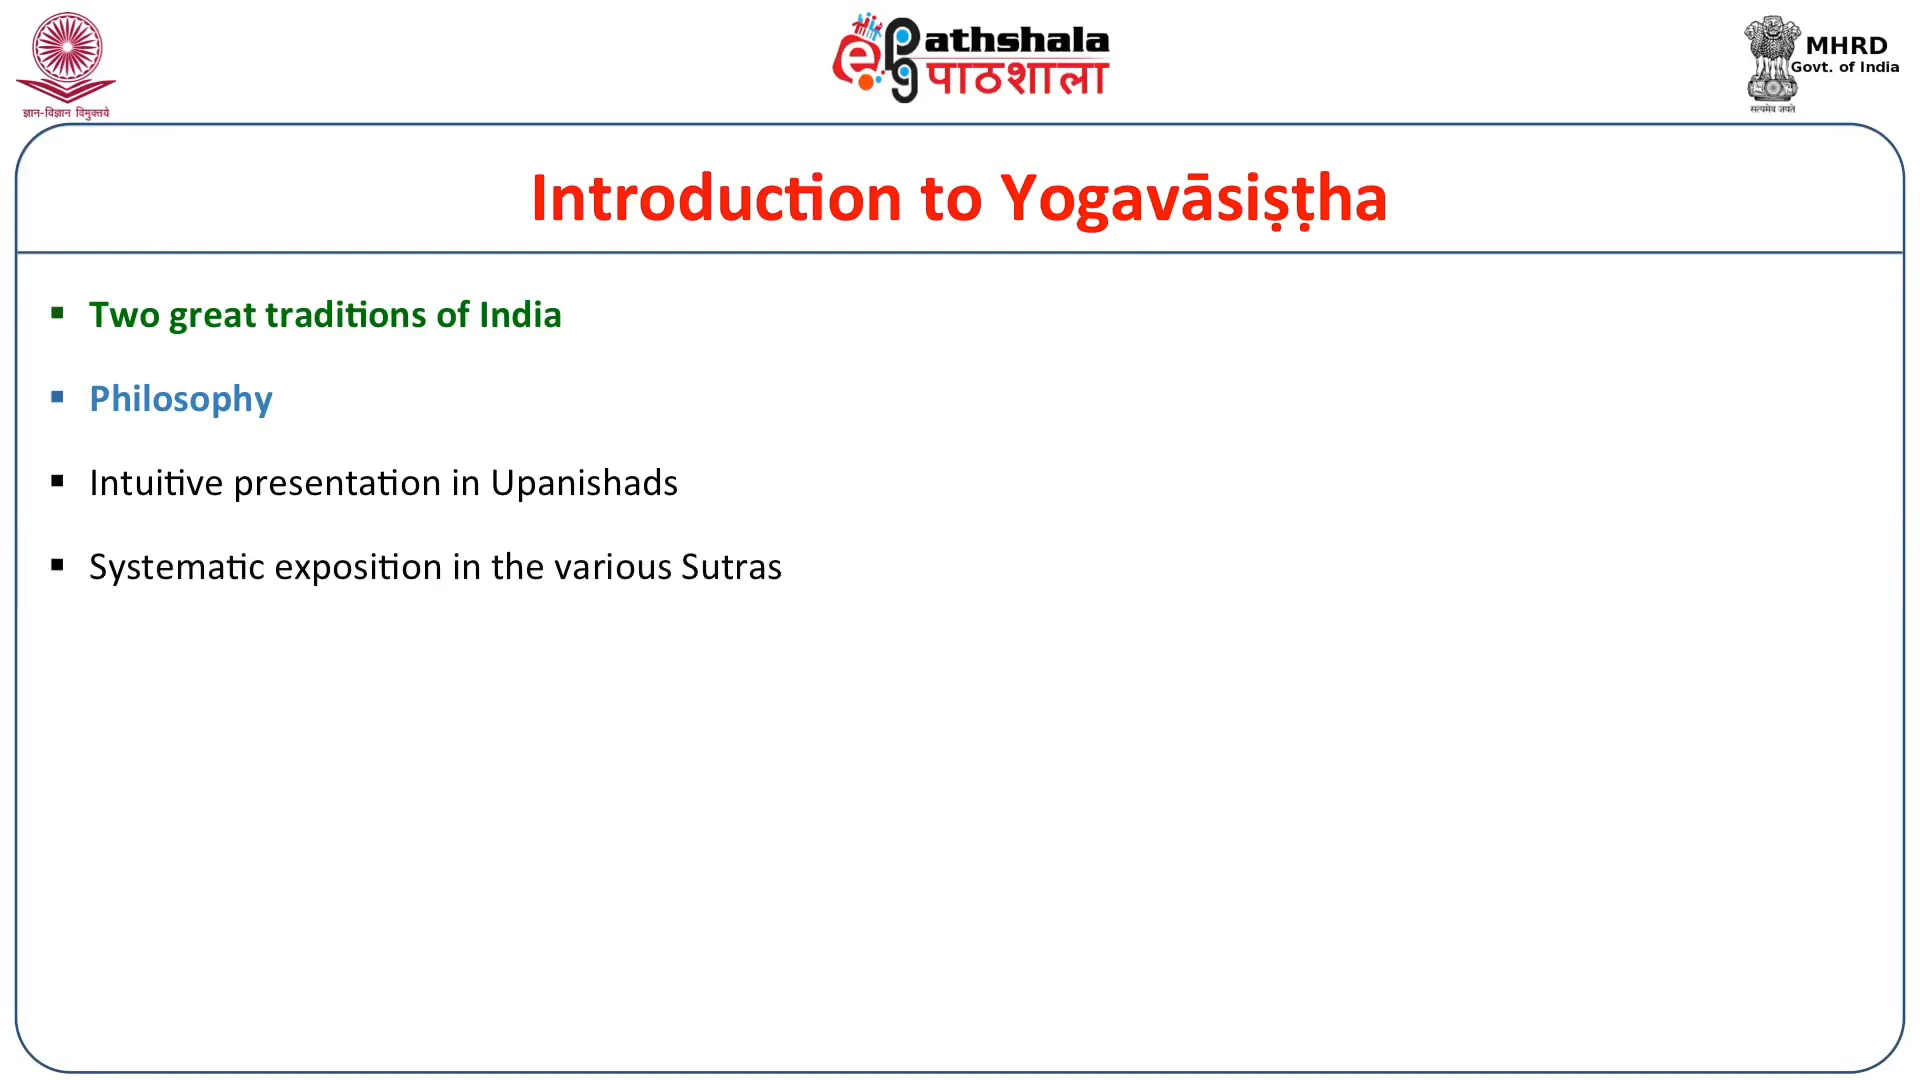 ज्ञान-विज्ञान विमुक्तये
ePathshala
पाठशाला
MHRD
Govt. of India
सत्यमेव जयते
Introduction to Yogavāsiṣṭha
Two great traditions of India
Philosophy
Intuitive presentation in Upanishads
Systematic exposition in the various Sutras